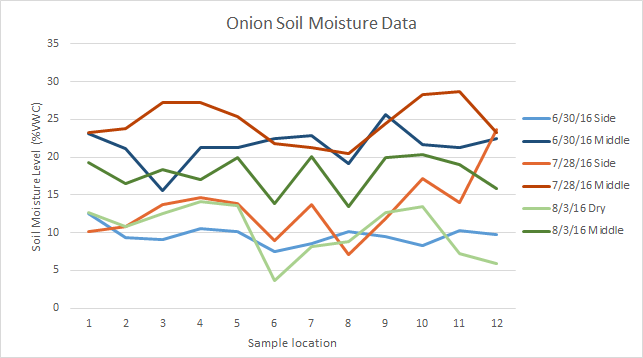 Onion Soil Moisture Data
35
30
25
20
15
10
5
0
Soil Moisture Level (%VWC)
1 2 3 4 5 6 7 8 9 10 11 12
Sample location
6/30/16 Side
6/30/16 Middle
7/28/16 Side
7/28/16 Middle
8/3/16 Dry
8/3/16 Middle